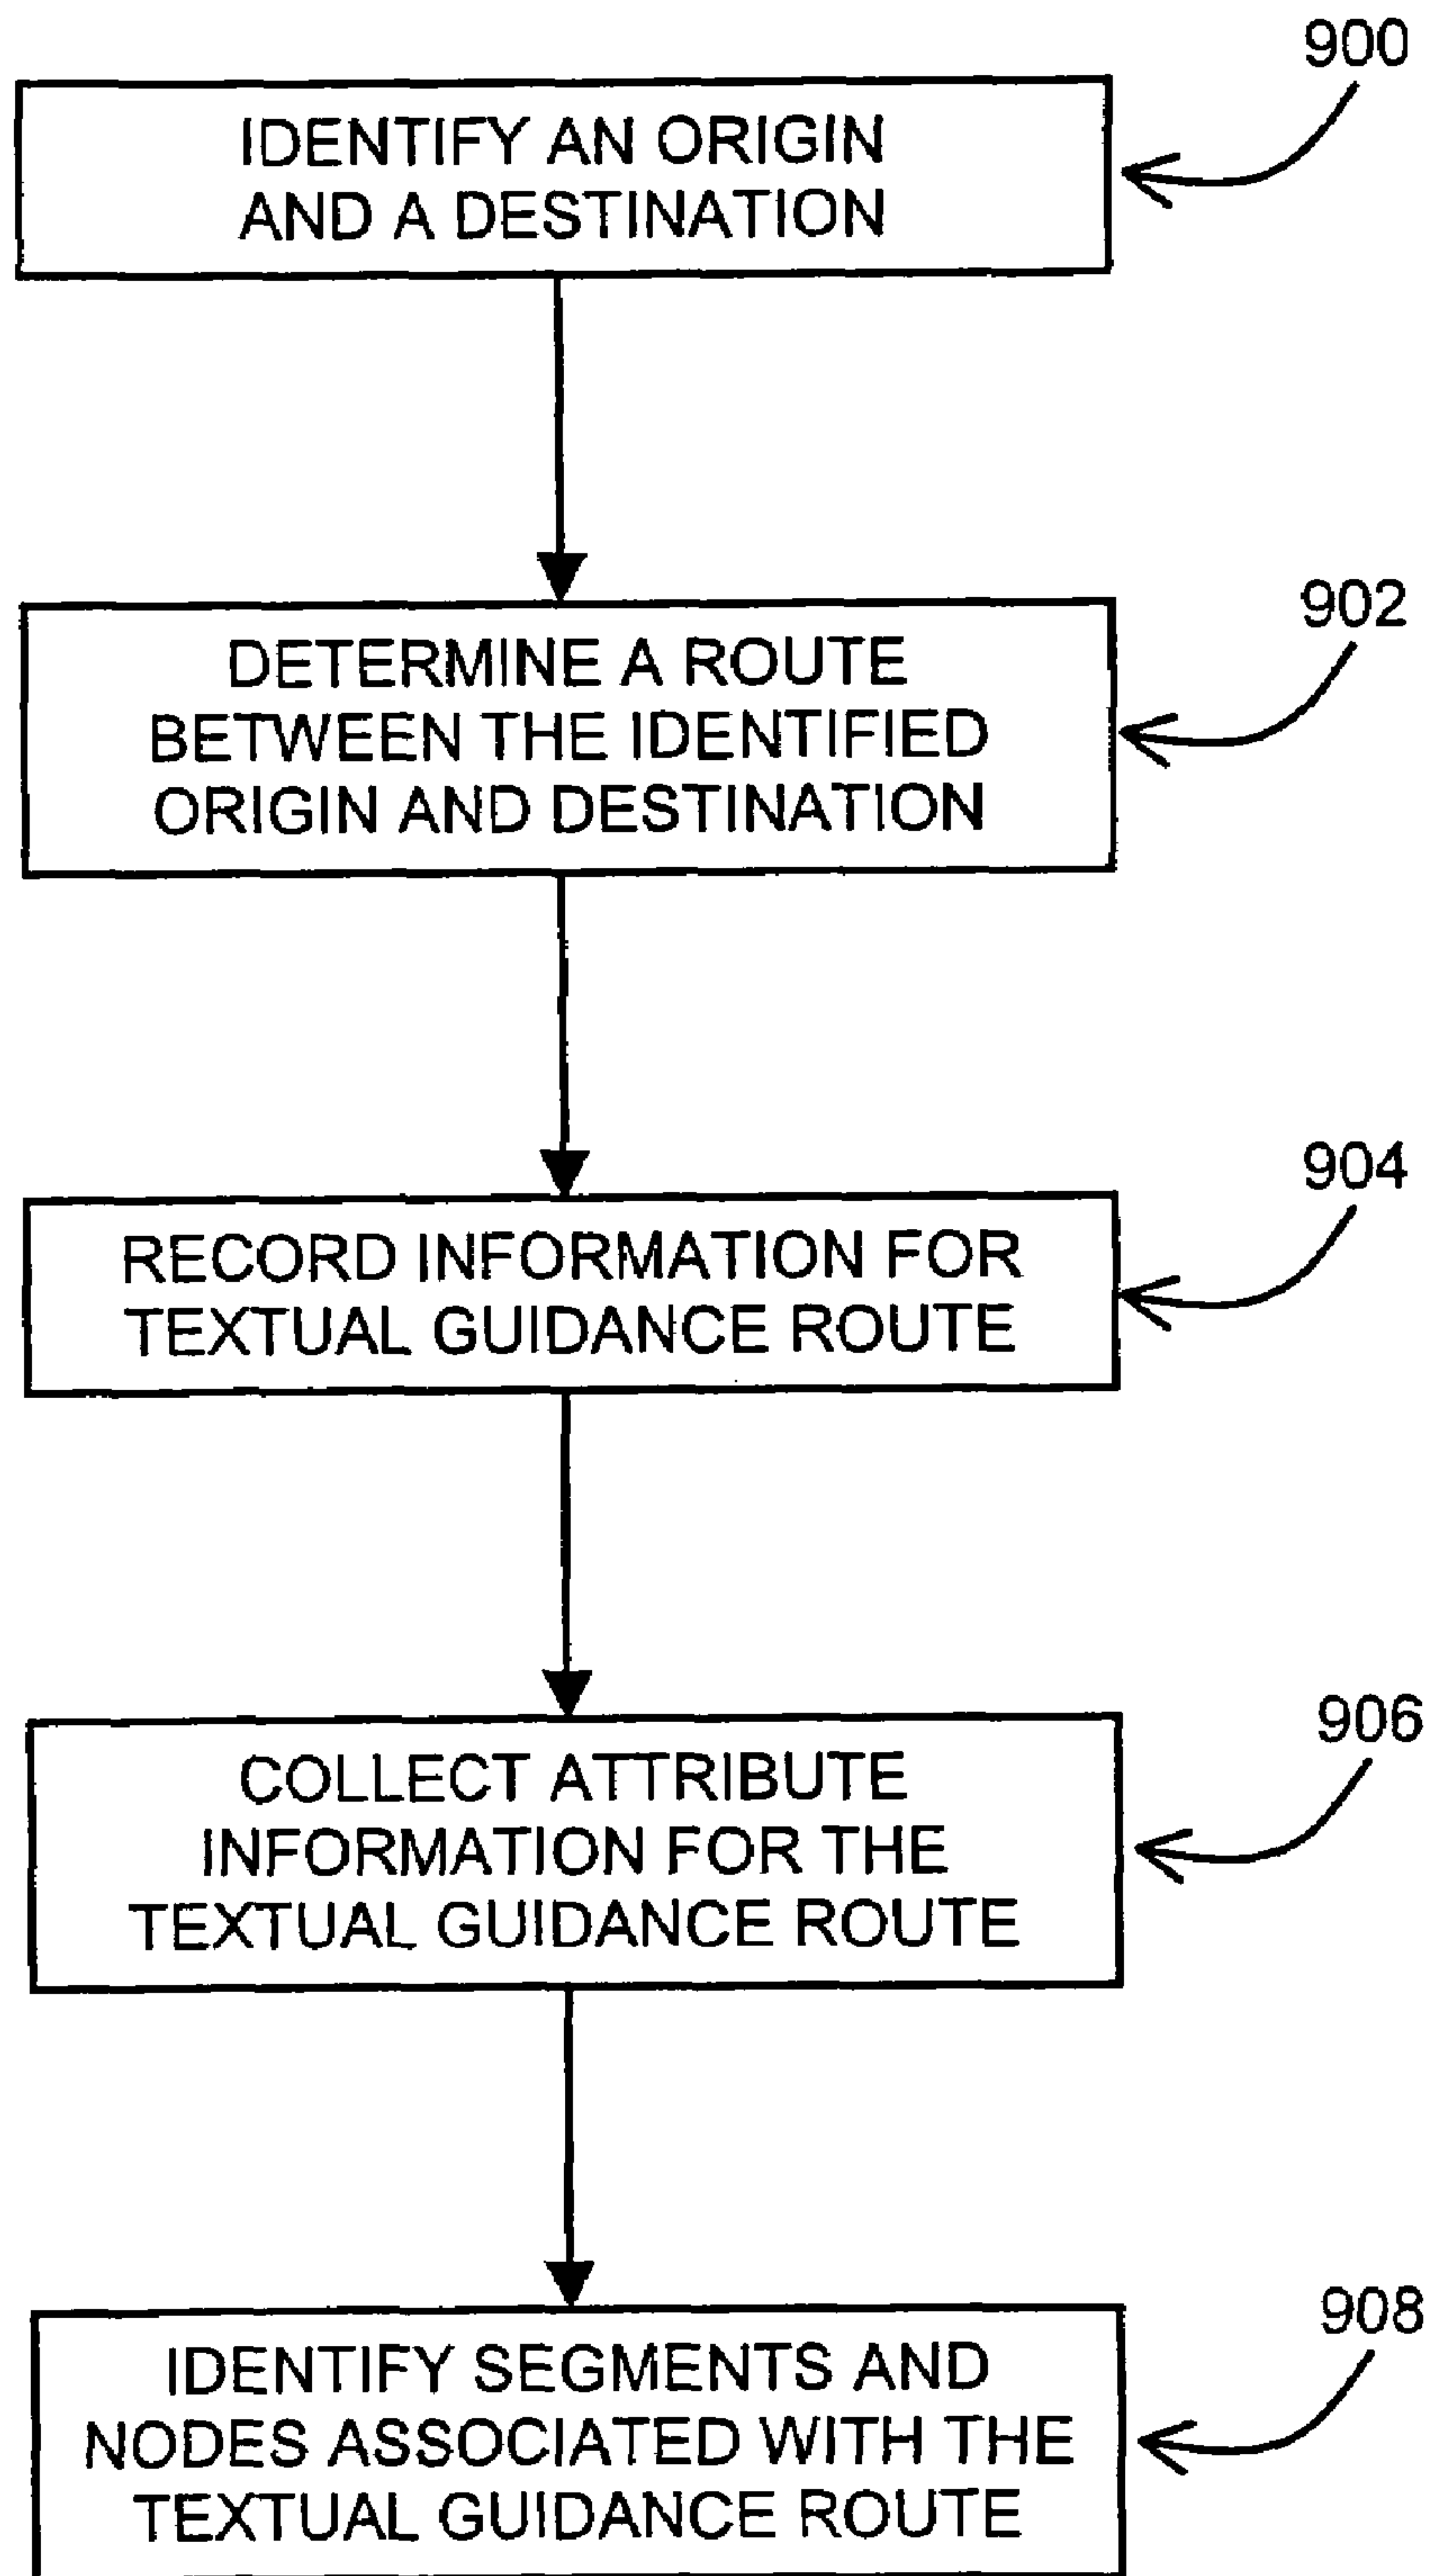 900
IDENTIFY AN ORIGIN
AND A DESTINATION
902
DETERMINE A ROUTE
BETWEEN THE IDENTIFIED
ORIGIN AND DESTINATION
904
RECORD INFORMATION FOR
TEXTUAL GUIDANCE ROUTE
906
COLLECT ATTRIBUTE
INFORMATION FOR THE
TEXTUAL GUIDANCE ROUTE
908
IDENTIFY SEGMENTS AND
NODES ASSOCIATED WITH THE
TEXTUAL GUIDANCE ROUTE